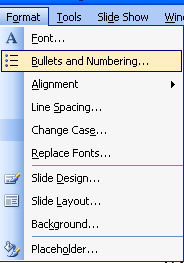 Format Tools Slide Show
Font...
Bullets and Numbering...
Alignment
Line Spacing...
Change Case...
Replace Fonts...
Slide Design...
Slide Layout...
Background...
Placeholder...